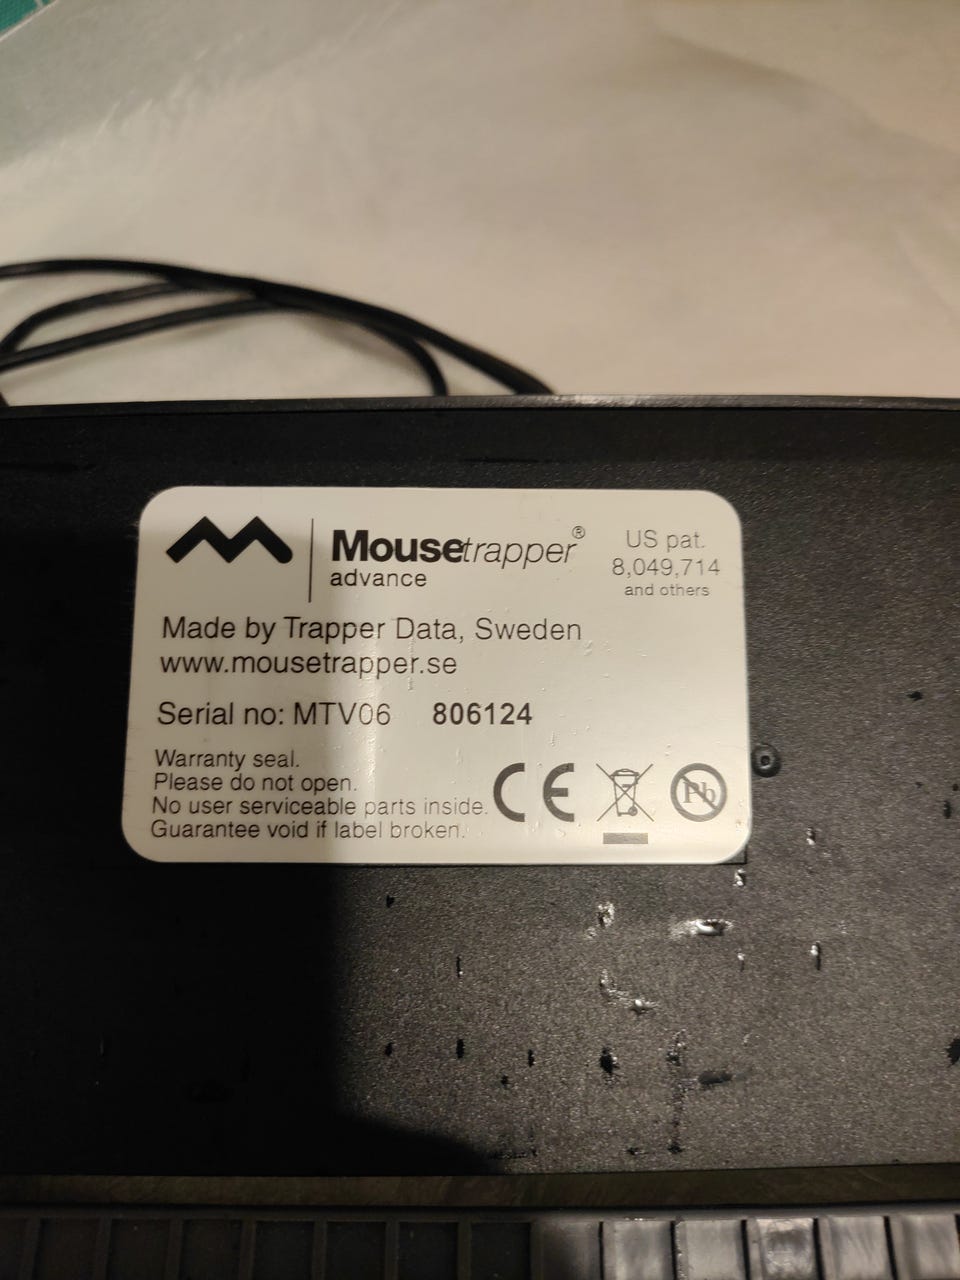 Mousetrapper®
advance
US pat.
8,049,714
and others
Made by Trapper Data, Sweden
www.mousetrapper.se
Serial no: MTV06 806124
Warranty seal.
Please do not open.
No user serviceable parts inside.
Guarantee void if label broken.
CE
Pb